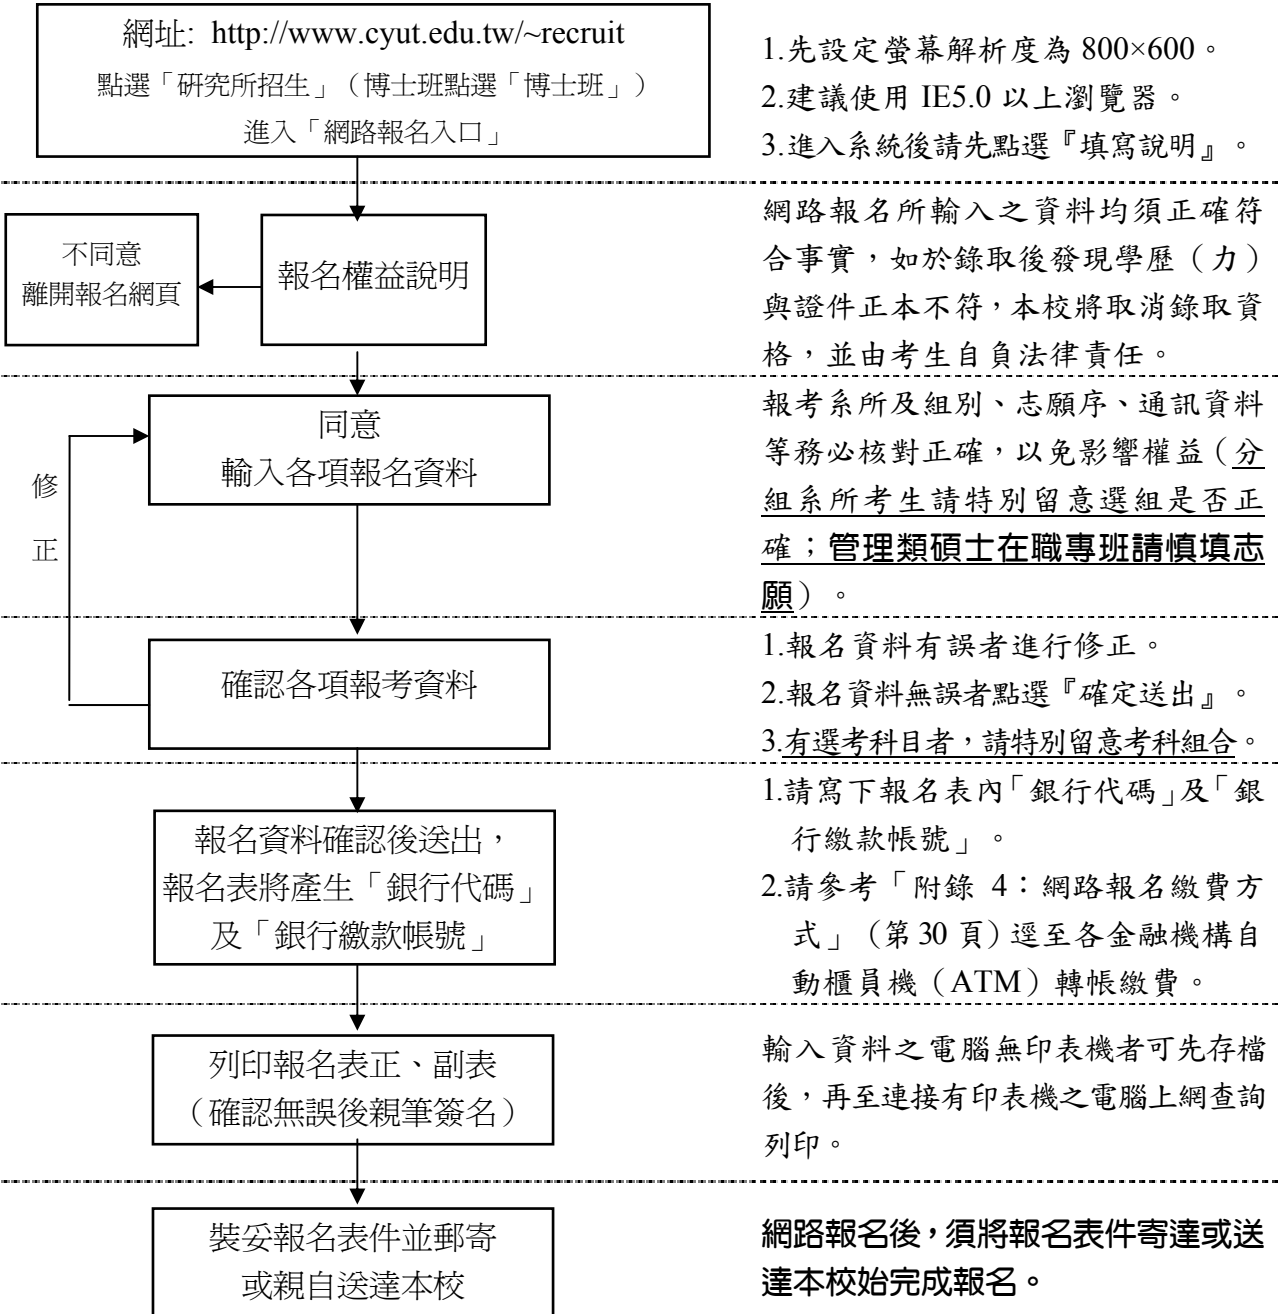 網址: http://www.cyut.edu.tw/~recruit
點選「研究所招生」（博士班點選「博士班」）
進入「網路報名入口」
1.先設定螢幕解析度為 800×600。
2.建議使用 IE5.0 以上瀏覽器。
3.進入系統後請先點選『填寫說明』。
不同意
離開報名網頁
報名權益說明
網路報名所輸入之資料均須正確符
合事實，如於錄取後發現學歷（力）
與證件正本不符，本校將取消錄取資
格，並由考生自負法律責任。
修
正
同意
輸入各項報名資料
報考系所及組別、志願序、通訊資料
等務必核對正確，以免影響權益（分
組系所考生請特別留意選組是否正
確；管理類碩士在職專班請慎填志
願）。
確認各項報考資料
1.報名資料有誤者進行修正。
2.報名資料無誤者點選『確定送出』。
3.有選考科目者，請特別留意考科組合。
報名資料確認後送出，
報名表將產生「銀行代碼」
及「銀行繳款帳號」
1.請寫下報名表內「銀行代碼」及「銀
行繳款帳號」。
2.請參考「附錄 4：網路報名繳費方
式」（第 30 頁）逕至各金融機構自
動櫃員機（ATM）轉帳繳費。
列印報名表正、副表
（確認無誤後親筆簽名）
輸入資料之電腦無印表機者可先存檔
後，再至連接有印表機之電腦上網查詢
列印。
裝妥報名表件並郵寄
或親自送達本校
網路報名後，須將報名表件寄達或送
達本校始完成報名。